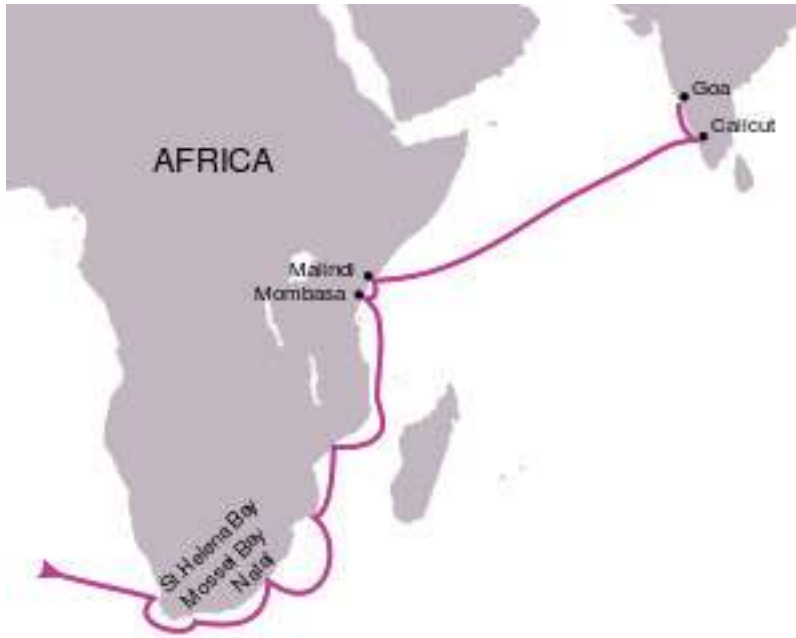 Goa
Calicut
AFRICA
Malindi
Mombasa
St Helena Bay
Mossel Bay
Natal